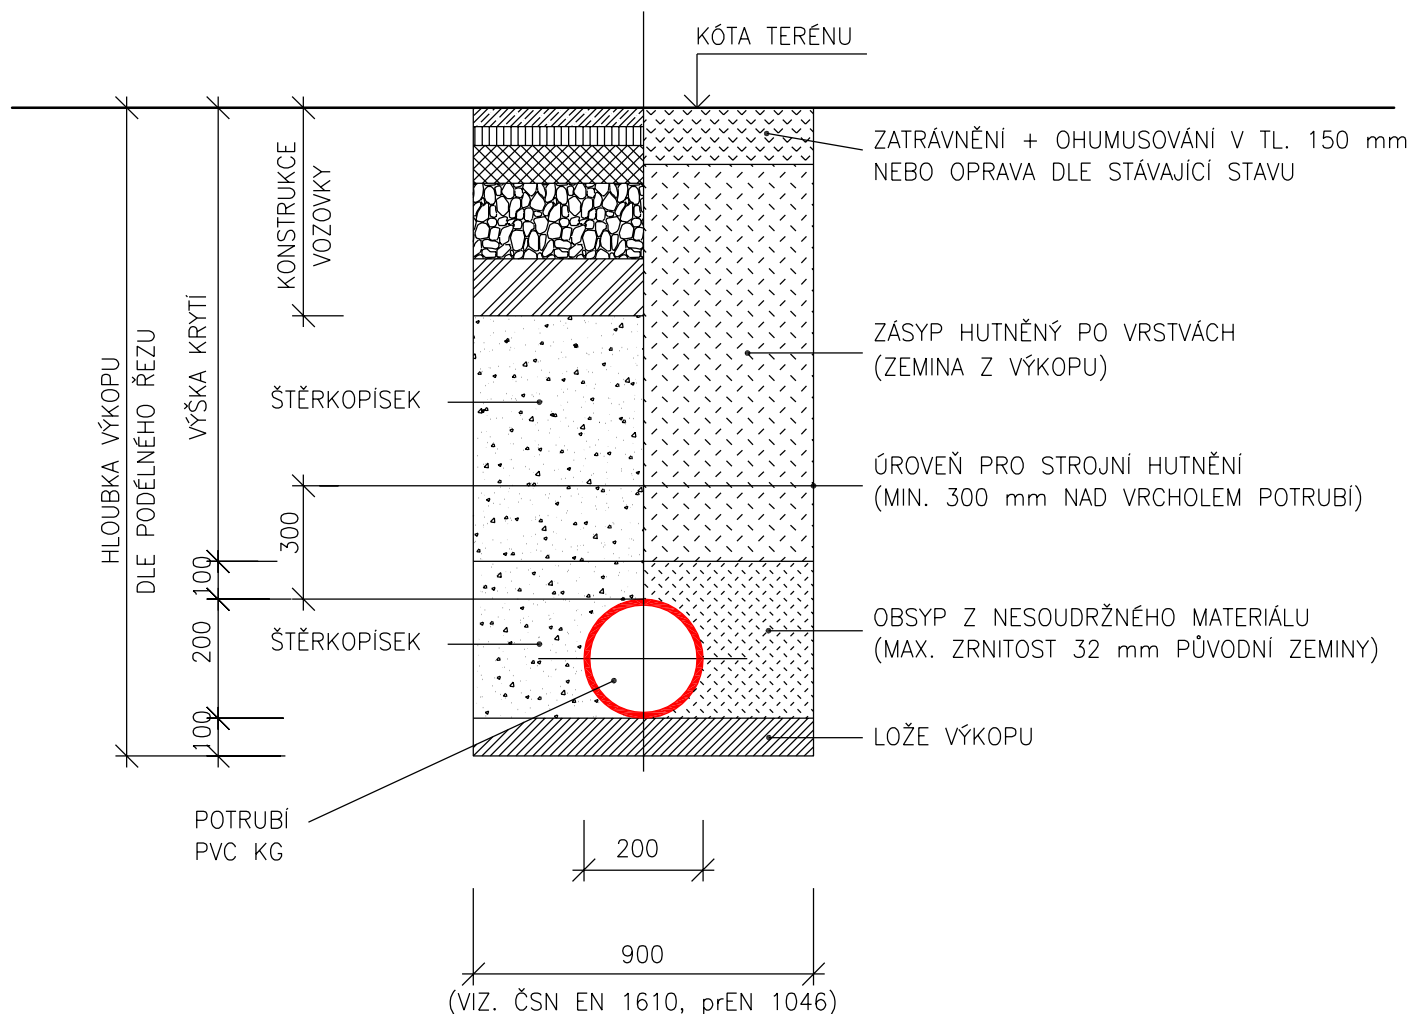 KÓTA TERÉNU
ZATRÁVNĚNÍ + OHUMUSOVÁNÍ V TL. 150 mm
NEBO OPRAVA DLE STÁVAJÍCÍ STAVU
KONSTRUKCE
VOZOVKY
ZÁSYP HUTNĚNÝ PO VRSTVÁCH
(ZEMINA Z VÝKOPU)
HLOUBKA VÝKOPU
DLE PODÉLNÉHO ŘEZU
VÝŠKA KRYTÍ
ŠTĚRKOPÍSEK
ÚROVEŇ PRO STROJNÍ HUTNĚNÍ
(MIN. 300 mm NAD VRCHOLEM POTRUBÍ)
300
100
200
100
ŠTĚRKOPÍSEK
OBSYP Z NESOUDRŽNÉHO MATERIÁLU
(MAX. ZRNITOST 32 mm PŮVODNÍ ZEMINY)
LOŽE VÝKOPU
POTRUBÍ
PVC KG
200
900
(VIZ. ČSN EN 1610, prEN 1046)